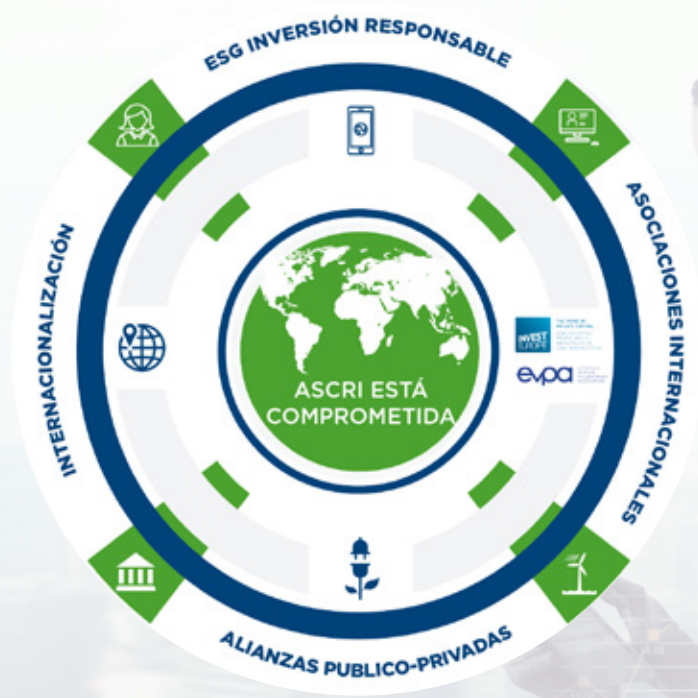 ESG INVERSIÓN RESPONSABLE
ASOCIACIONES INTERNACIONALES
INTERNACIONALIZACIÓN
INVEST
EUROPE
evpa
ASCRI ESTÁ
COMPROMETIDA
ALIANZAS PUBLICO-PRIVADAS